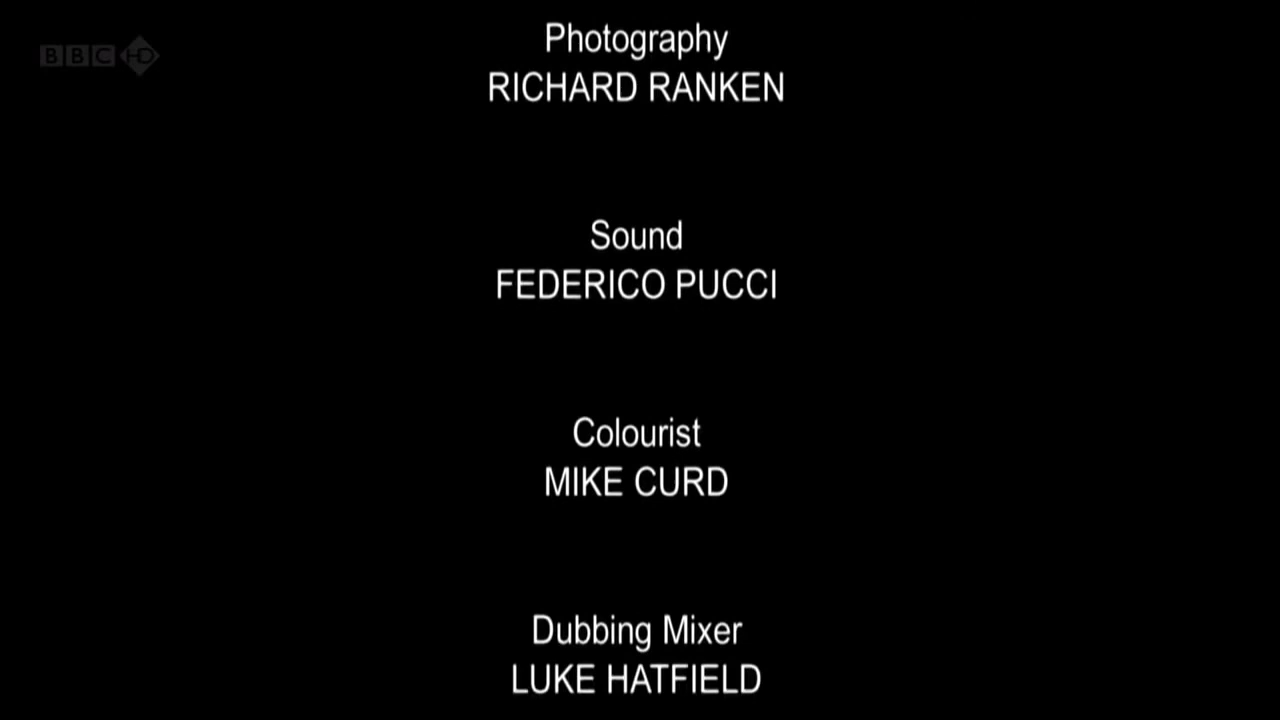 BBC HD
Photography
RICHARD RANKEN
Sound
FEDERICO PUCCI
Colourist
MIKE CURD
Dubbing Mixer
LUKE HATFIELD